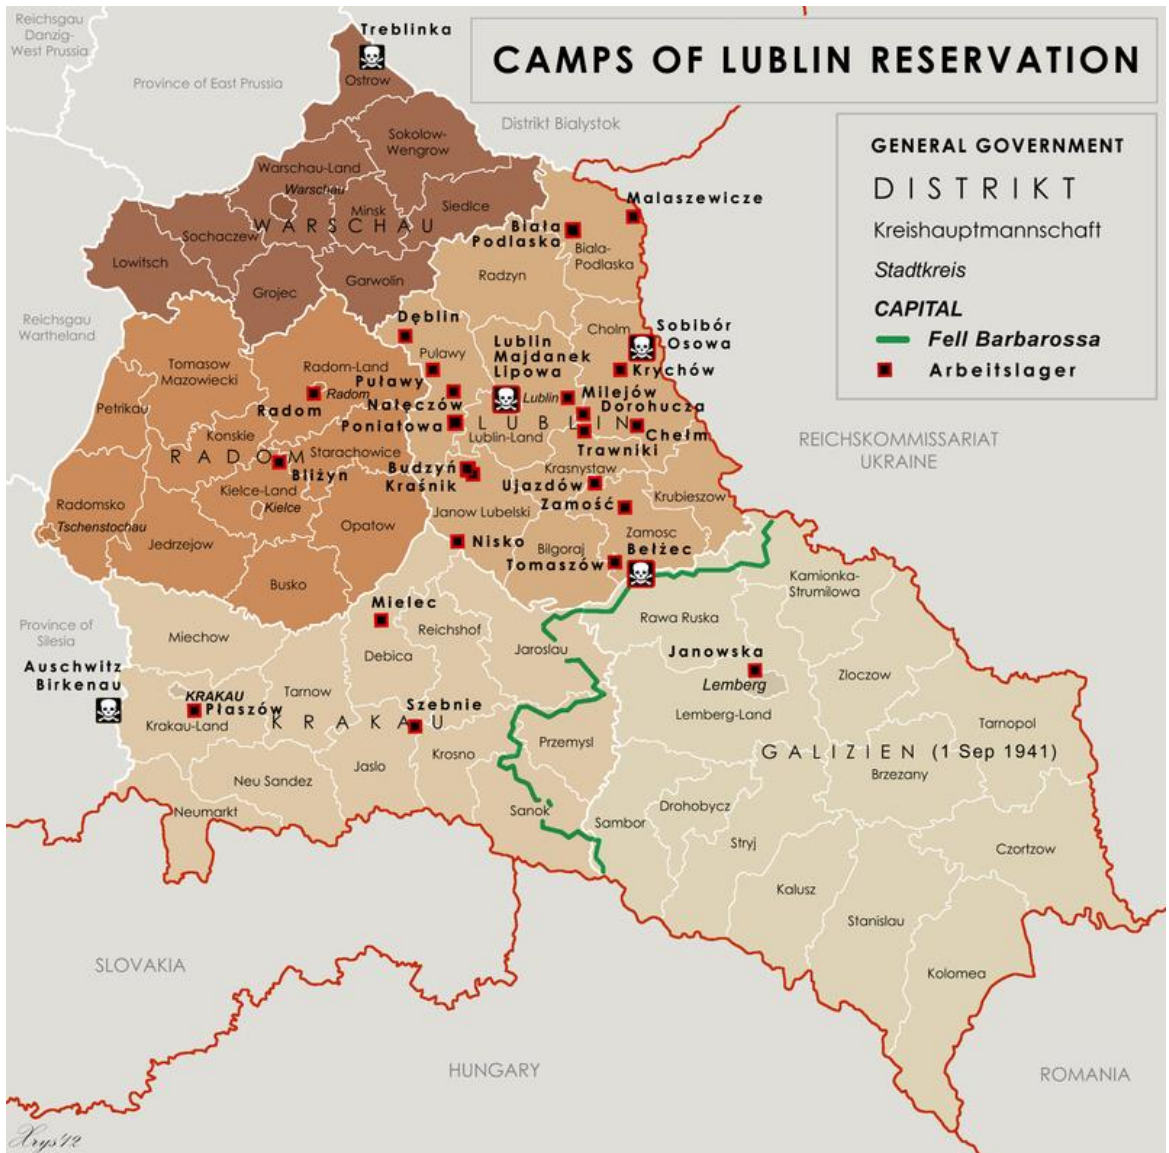 Reichsgau
Danzig-
West Prussia
Province of East Prussia
Treblinka
Ostrow
CAMPS OF LUBLIN RESERVATION
Distrikt Bialystok
GENERAL GOVERNMENT
DISTRIKT
Kreishauptmannschaft
Stadtkreis
CAPITAL
Fell Barbarossa
Arbeitslager
Sokolow-
Wengrow
Warschau-Land
Warschau
Minsk
Siedlce
WARSCHAU
Sochaczew
Lowitsch
Grojec
Garwolin
Malaszewicze
Biała
Podlaska
Biala-
Podlaska
Radzyn
Reichsgau
Wartheland
Dęblin
Pulawy
Lublin
Majdanek
Lipowa
Cholm
Sobibór
Osowa
Krychów
Tomasow
Mazowiecki
Radom-Land
Radom
Radom
Puławy
Nałęczów
Poniatowa
Lublin
Milejów
Dorohucza
LUBLIN
Lublin-Land
Chełm
Trawniki
Petrikau
Konskie
RADOM
Starachowice
Bliżyn
Kielce-Land
Kielce
Budzyń
Kraśnik
Krasnystaw
Ujazdów
Zamość
Krubieszow
REICHSKOMMISSARIAT
UKRAINE
Radomsko
Tschenstochau
Jedrzejow
Opatow
Busko
Janow Lubelski
Nisko
Bilgoraj
Zamosc
Bełżec
Tomaszów
Kamionka-
Strumilowa
Rawa Ruska
Province of
Silesia
Miechow
Mielec
Reichshof
Debica
Jaroslau
Janowska
Lemberg
Lemberg-Land
Zloczow
Auschwitz
Birkenau
KRAKAU
Płaszów
Krakau-Land
Tarnow
KRAKAU
Szebnie
Przemysl
Tarnopol
GALIZIEN (1 Sep 1941)
Brzezany
Neu Sandez
Jaslo
Krosno
Neumarkt
Sanok
Sambor
Drohobycz
Stryj
Czortzow
Kalusz
Stanislau
Kolomea
SLOVAKIA
HUNGARY
ROMANIA
Xrys'12